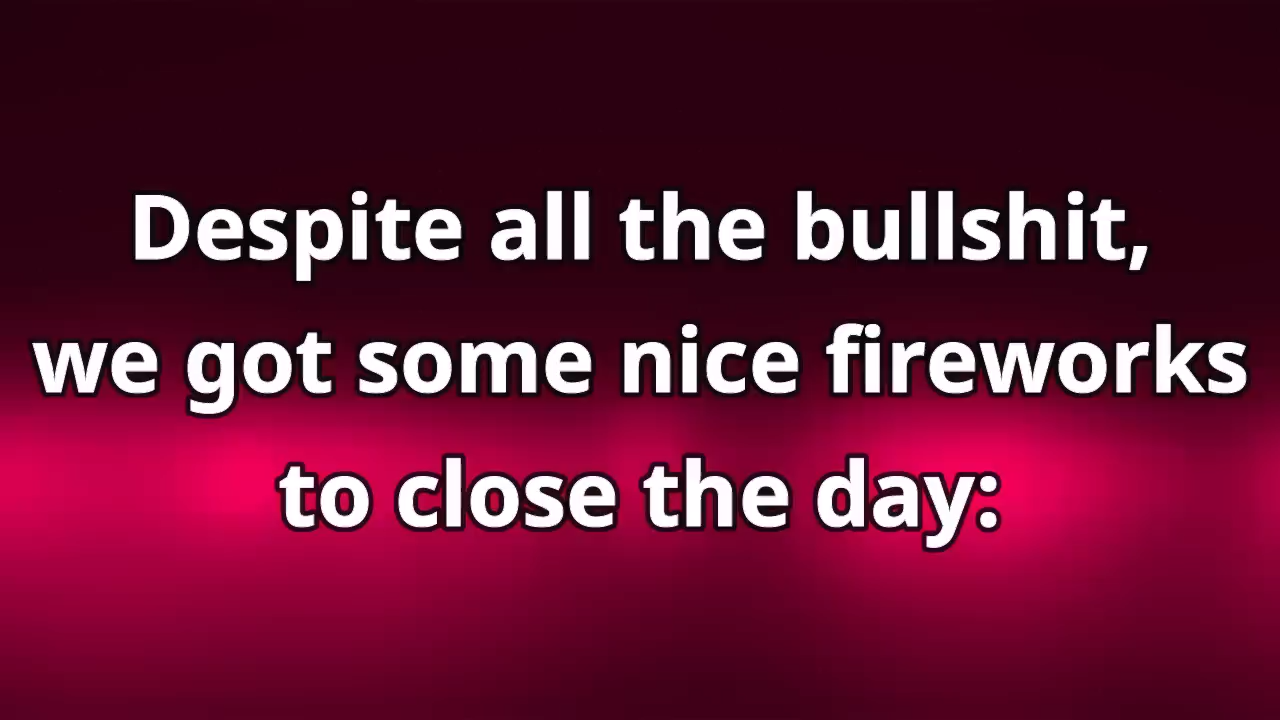 Despite all the bullshit,
we got some nice fireworks
to close the day: